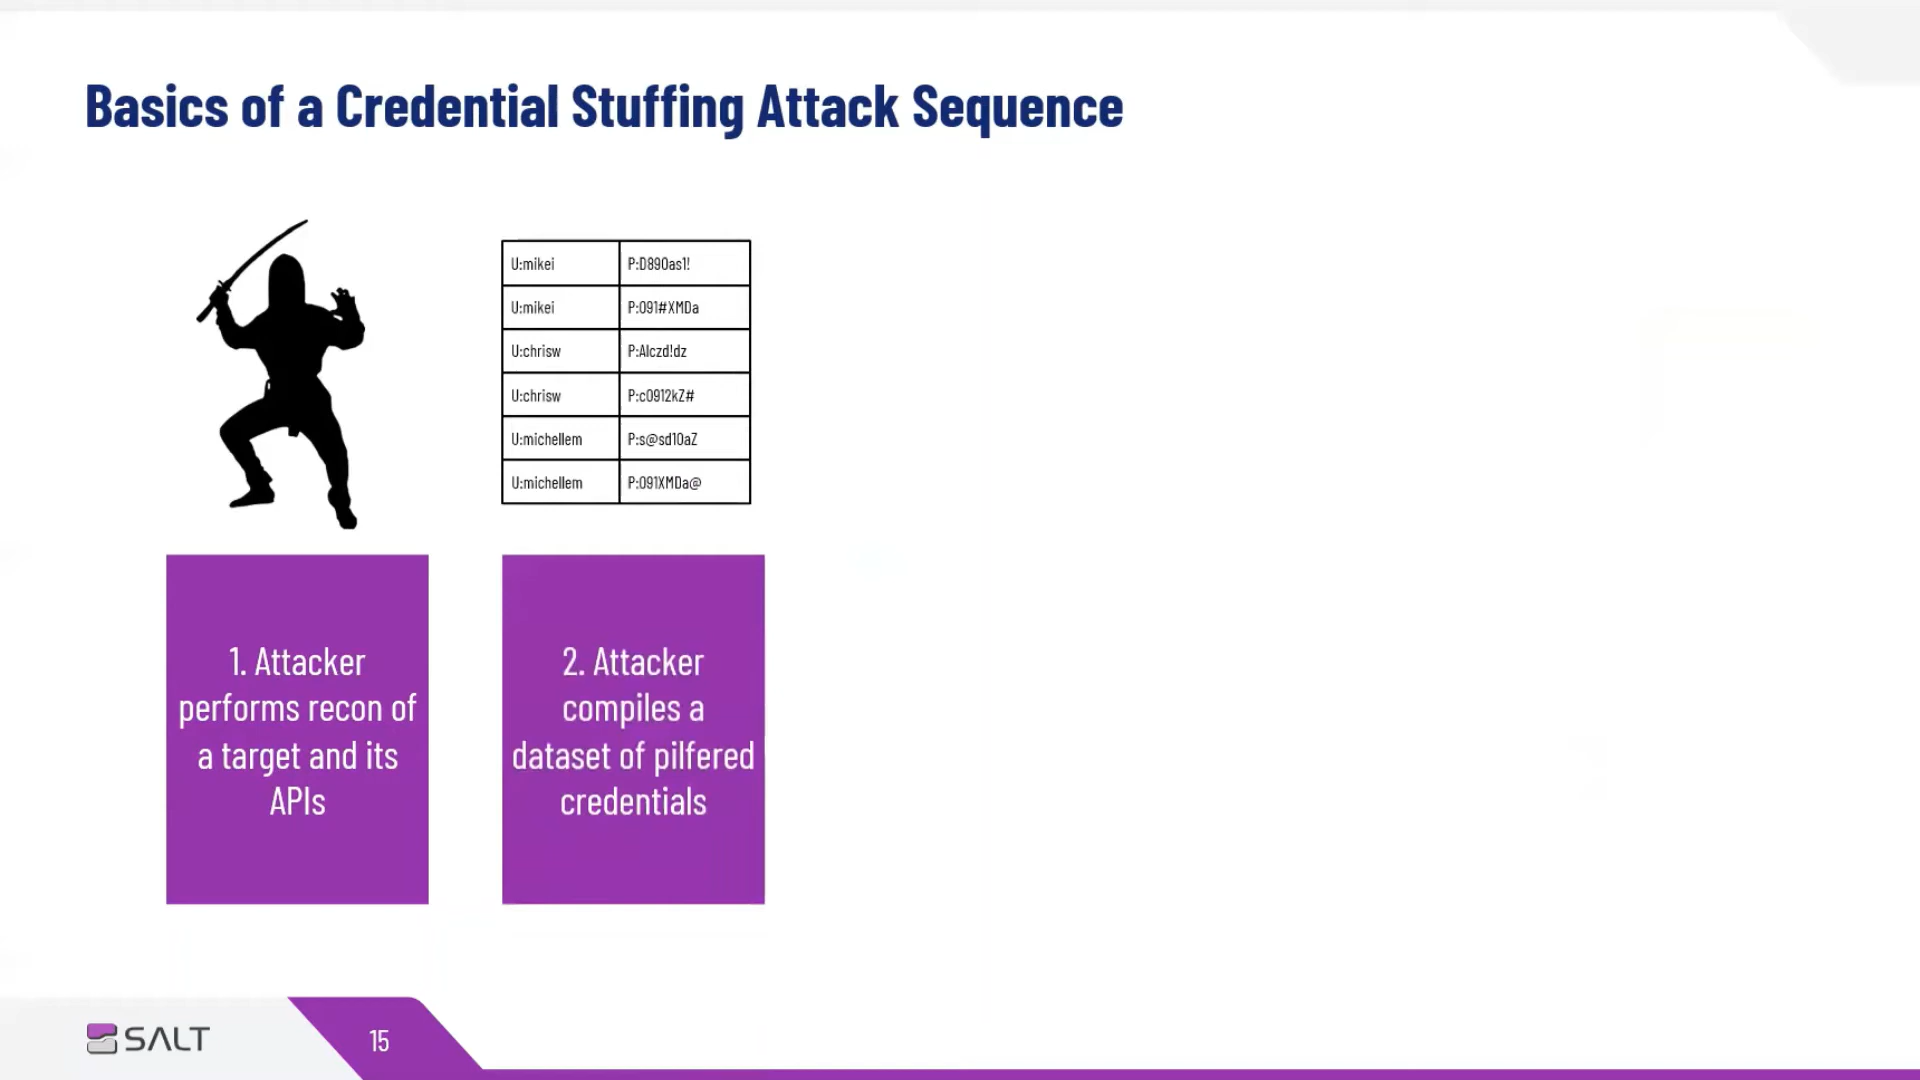 Basics of a Credential Stuffing Attack Sequence
U:mikei P:D890as1!
U:mikei P:091#XMDa
U:chrisw P:AIczd!dz
U:chrisw P:c0912kZ#
U:michellem P:s@sd10aZ
U:michellem P:091XMDa@
1. Attacker
performs recon of
a target and its
APIs
2. Attacker
compiles a
dataset of pilfered
credentials
SALT
15